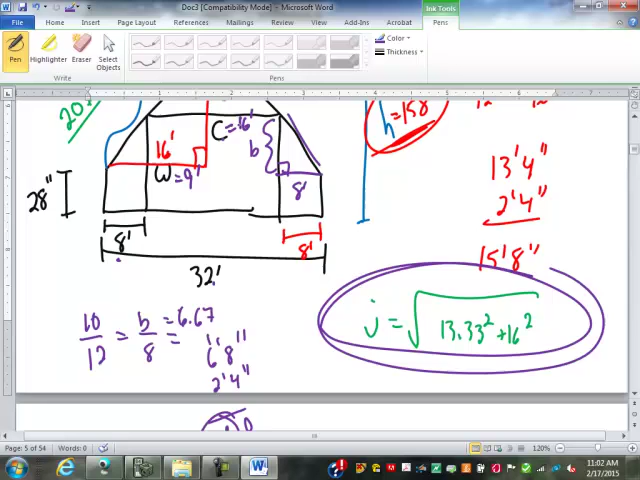 Doc3 [Compatibility Mode] - Microsoft Word
Ink Tools
File Home Insert Page Layout References Mailings Review View Add-Ins Acrobat Pens
Pen Highlighter Eraser Select Objects
Color
Thickness
Write Pens
20
h=158
C=16'
16'
b
W=9'
8'
28"
8'
8'
32'
13'4"
2'4"
15'8"
10/12 = b/8 = 6.67
=
6'8"
2'4"
j = √13.33²+16²
Page: 5 of 54 Words: 0 120%
11:02 AM
2/17/2015